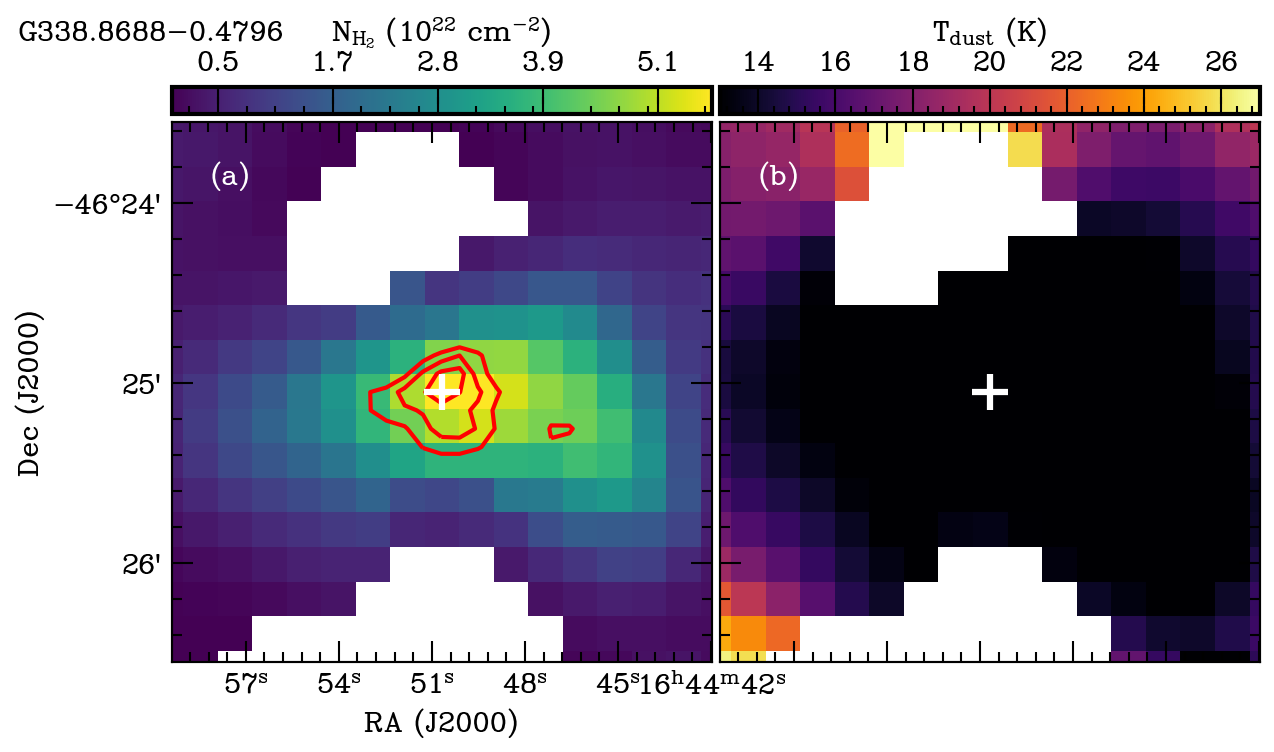 G338.8688−0.4796 N_H₂ (10²² cm⁻²) T_dust (K)
0.5 1.7 2.8 3.9 5.1 14 16 18 20 22 24 26
(a) (b)
−46°24'
25'
26'
Dec (J2000)
57ˢ 54ˢ 51ˢ 48ˢ 45ˢ 16ʰ44ᵐ42ˢ
RA (J2000)